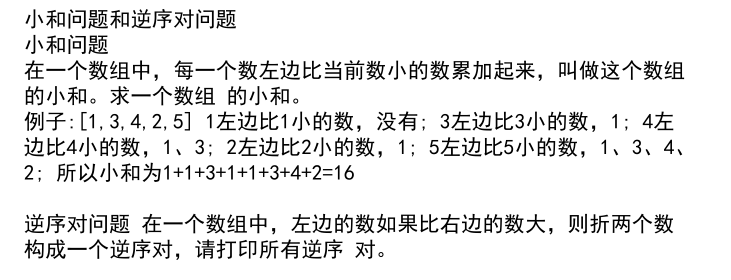 小和问题和逆序对问题
小和问题
在一个数组中，每一个数左边比当前数小的数累加起来，叫做这个数组
的小和。求一个数组 的小和。
例子:[1,3,4,2,5] 1左边比1小的数，没有; 3左边比3小的数，1; 4左
边比4小的数，1、3; 2左边比2小的数，1; 5左边比5小的数，1、3、4、
2; 所以小和为1+1+3+1+1+3+4+2=16

逆序对问题 在一个数组中，左边的数如果比右边的数大，则折两个数
构成一个逆序对，请打印所有逆序 对。